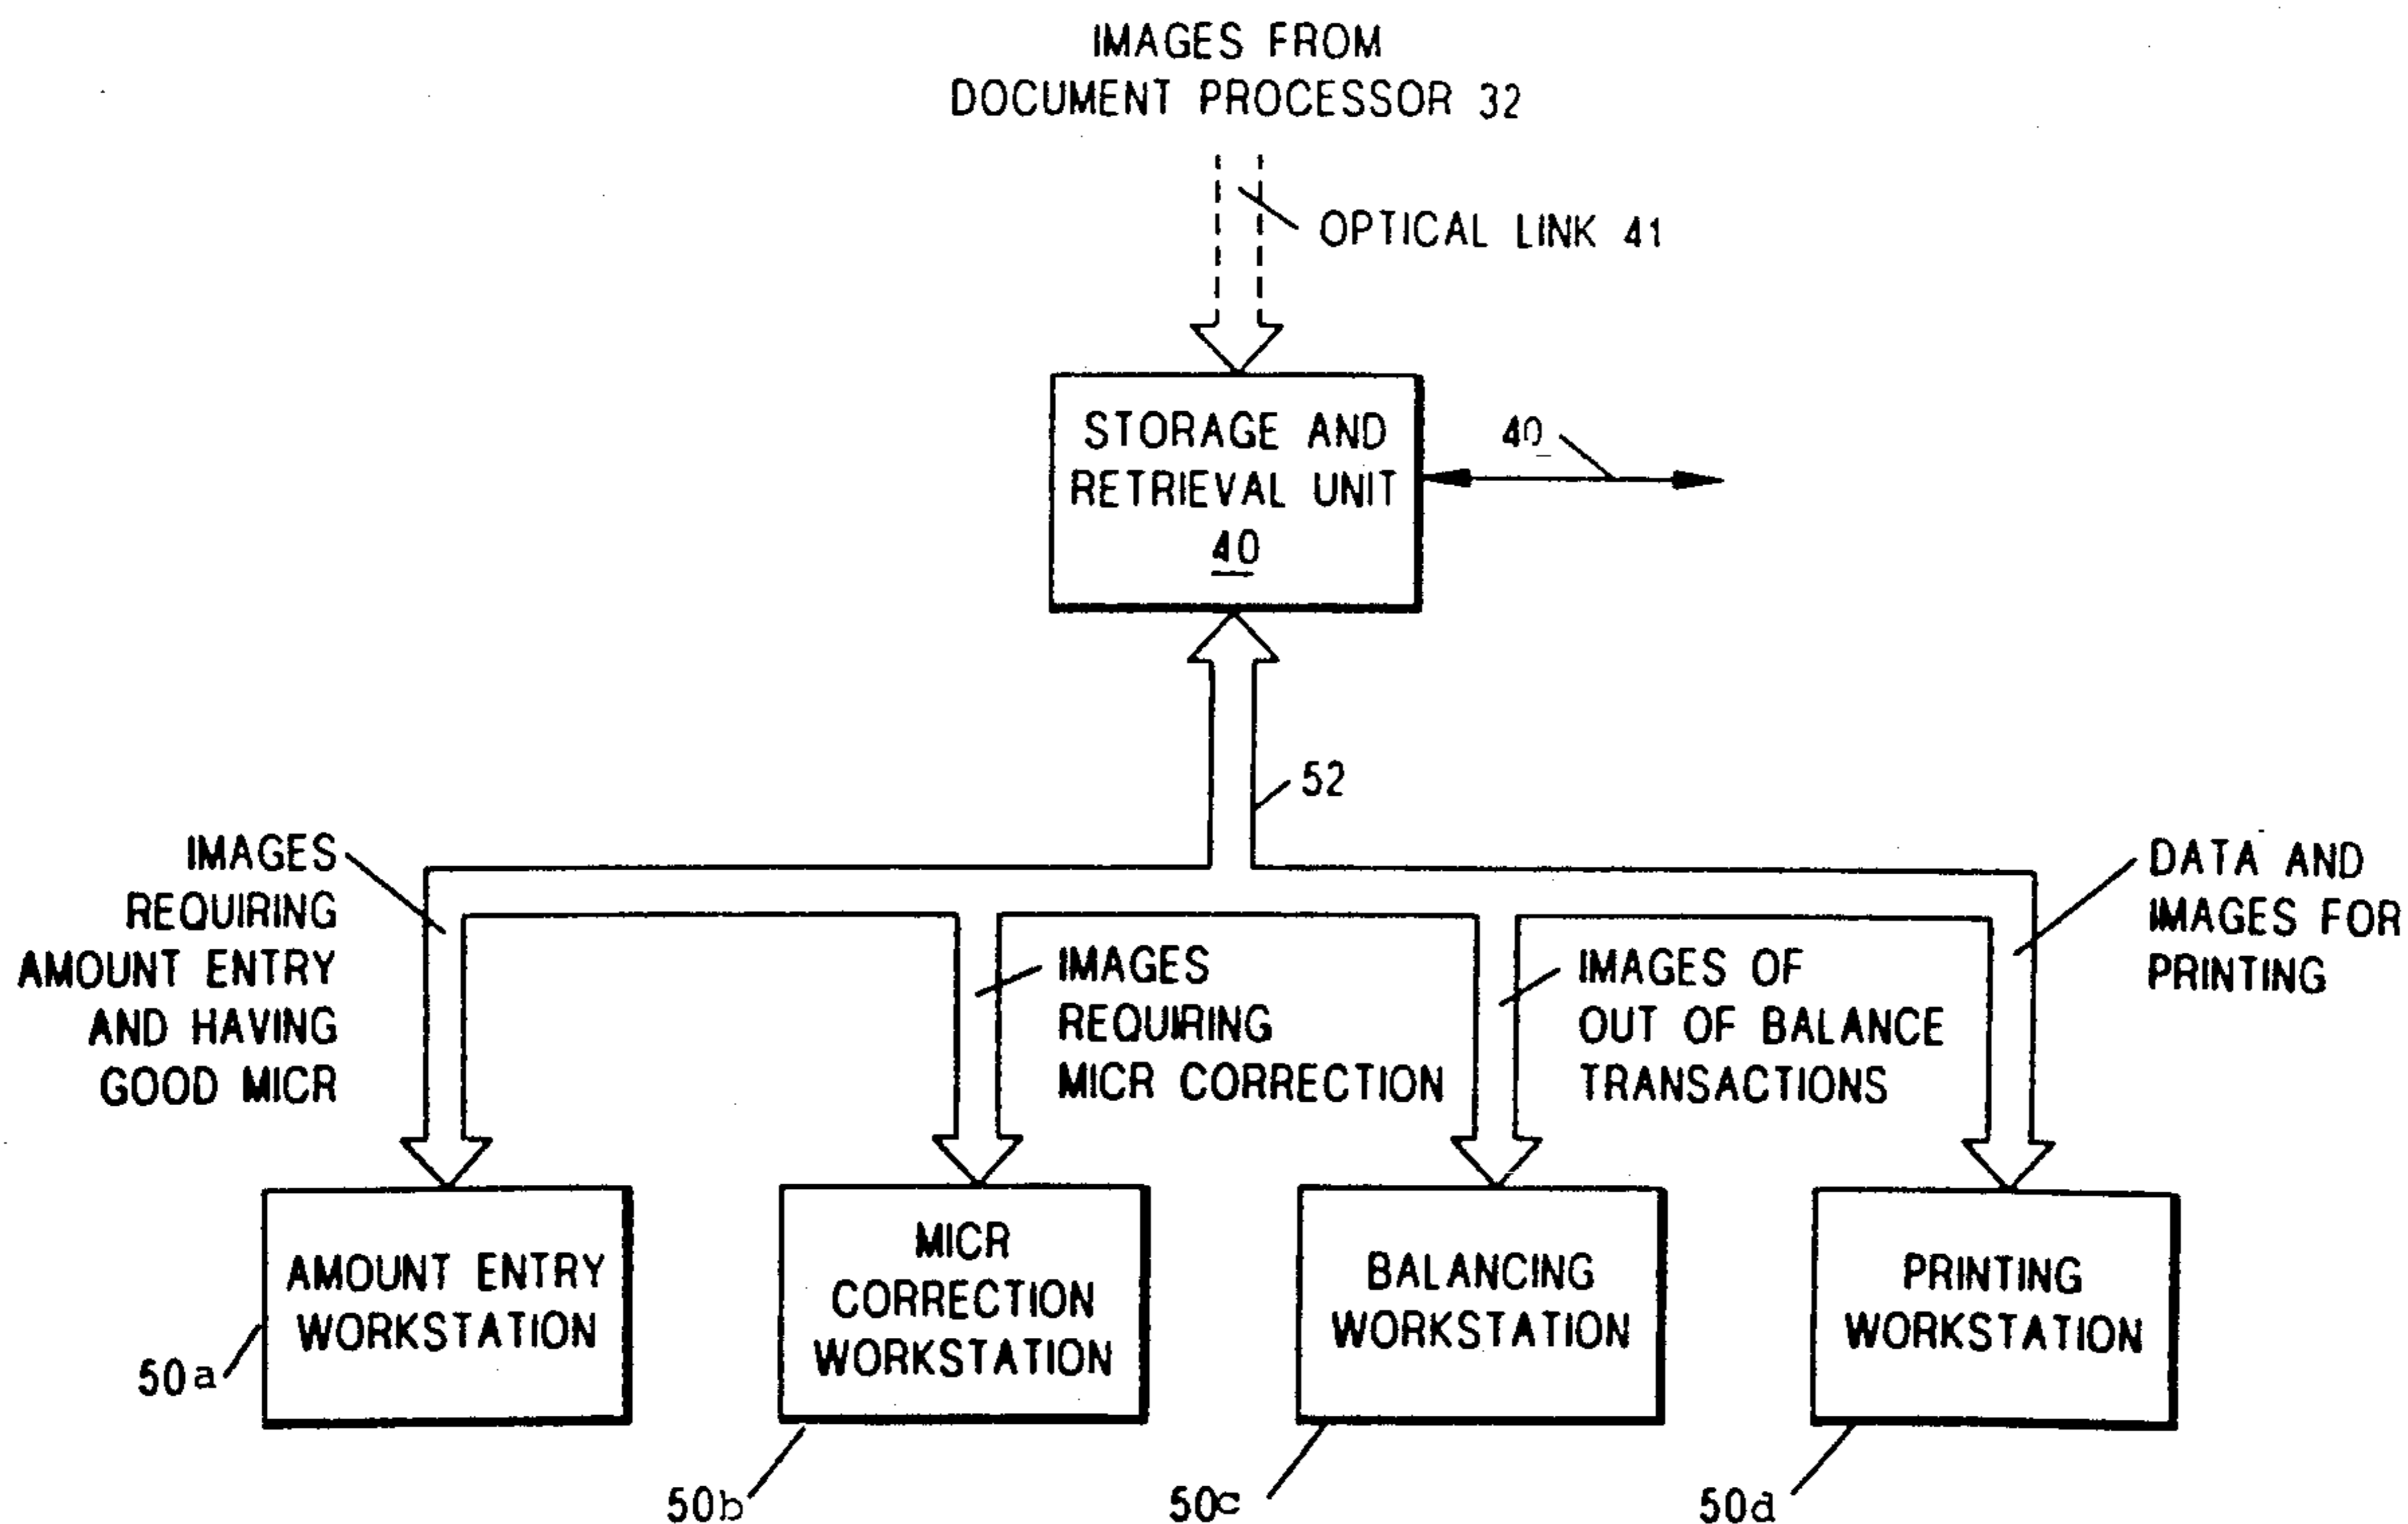 IMAGES FROM
DOCUMENT PROCESSOR 32
OPTICAL LINK 41
STORAGE AND
RETRIEVAL UNIT
40
40
52
IMAGES
REQUIRING
AMOUNT ENTRY
AND HAVING
GOOD MICR
IMAGES
REQUIRING
MICR CORRECTION
IMAGES OF
OUT OF BALANCE
TRANSACTIONS
DATA AND
IMAGES FOR
PRINTING
AMOUNT ENTRY
WORKSTATION
50a
MICR
CORRECTION
WORKSTATION
50b
BALANCING
WORKSTATION
50c
PRINTING
WORKSTATION
50d